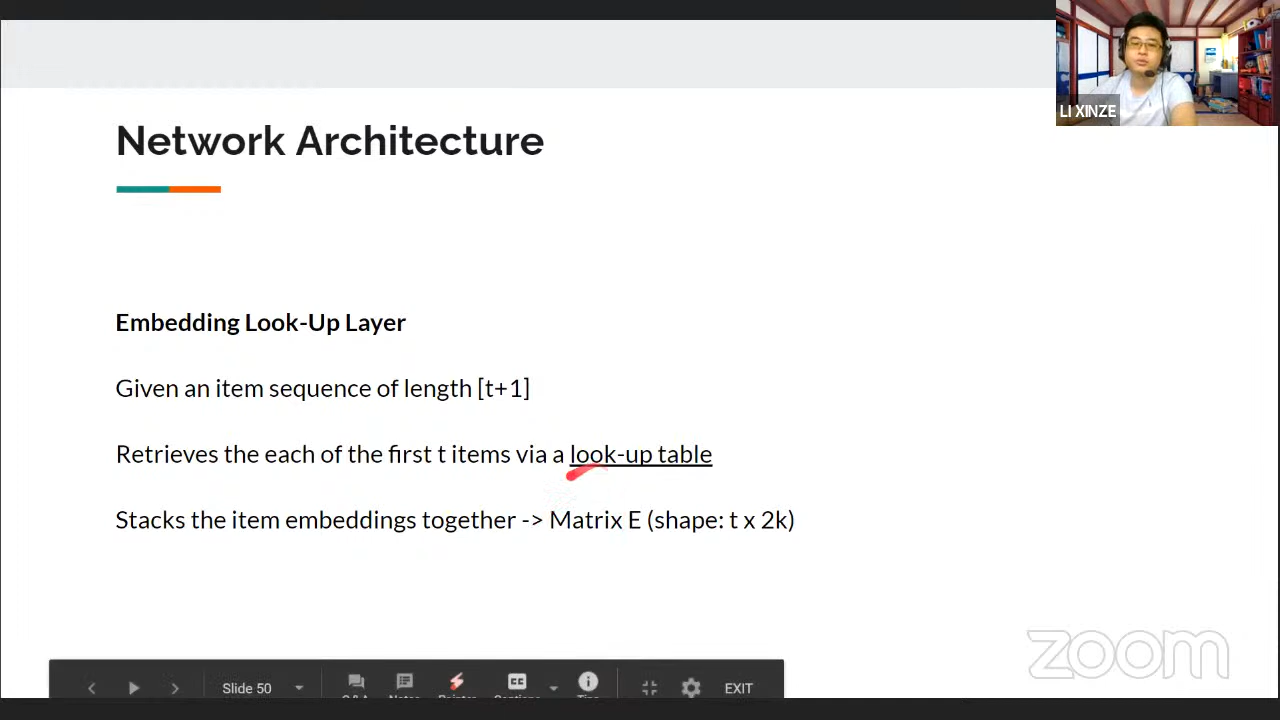 LI XINZE
Network Architecture
Embedding Look-Up Layer
Given an item sequence of length [t+1]
Retrieves the each of the first t items via a look-up table
Stacks the item embeddings together -> Matrix E (shape: t x 2k)
zoom
Slide 50
CC
EXIT